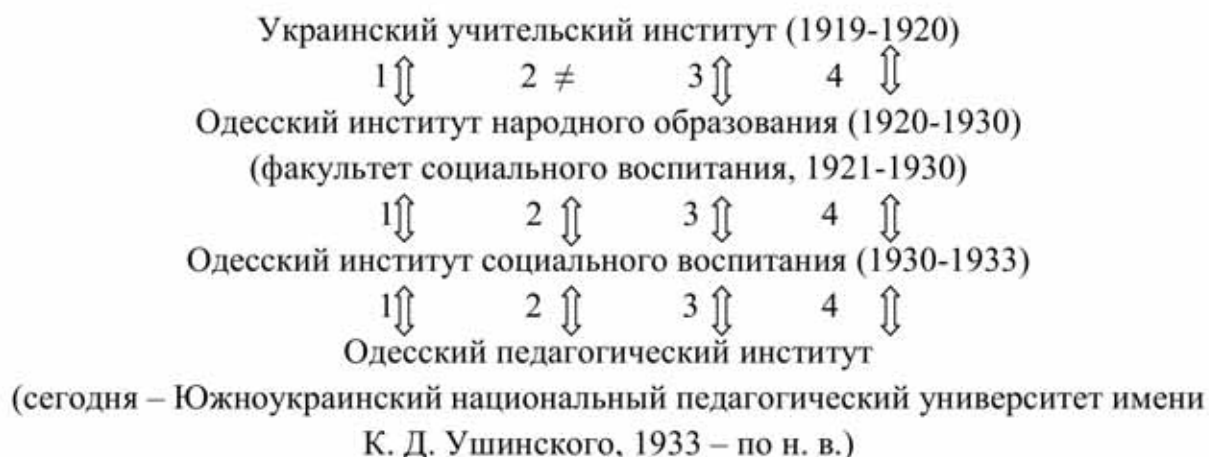 Украинский учительский институт (1919-1920)
1⇕ 2 ≠ 3⇕ 4 ⇕
Одесский институт народного образования (1920-1930)
(факультет социального воспитания, 1921-1930)
1⇕ 2 ⇕ 3⇕ 4 ⇕
Одесский институт социального воспитания (1930-1933)
1⇕ 2 ⇕ 3⇕ 4 ⇕
Одесский педагогический институт
(сегодня – Южноукраинский национальный педагогический университет имени
К. Д. Ушинского, 1933 – по н. в.)